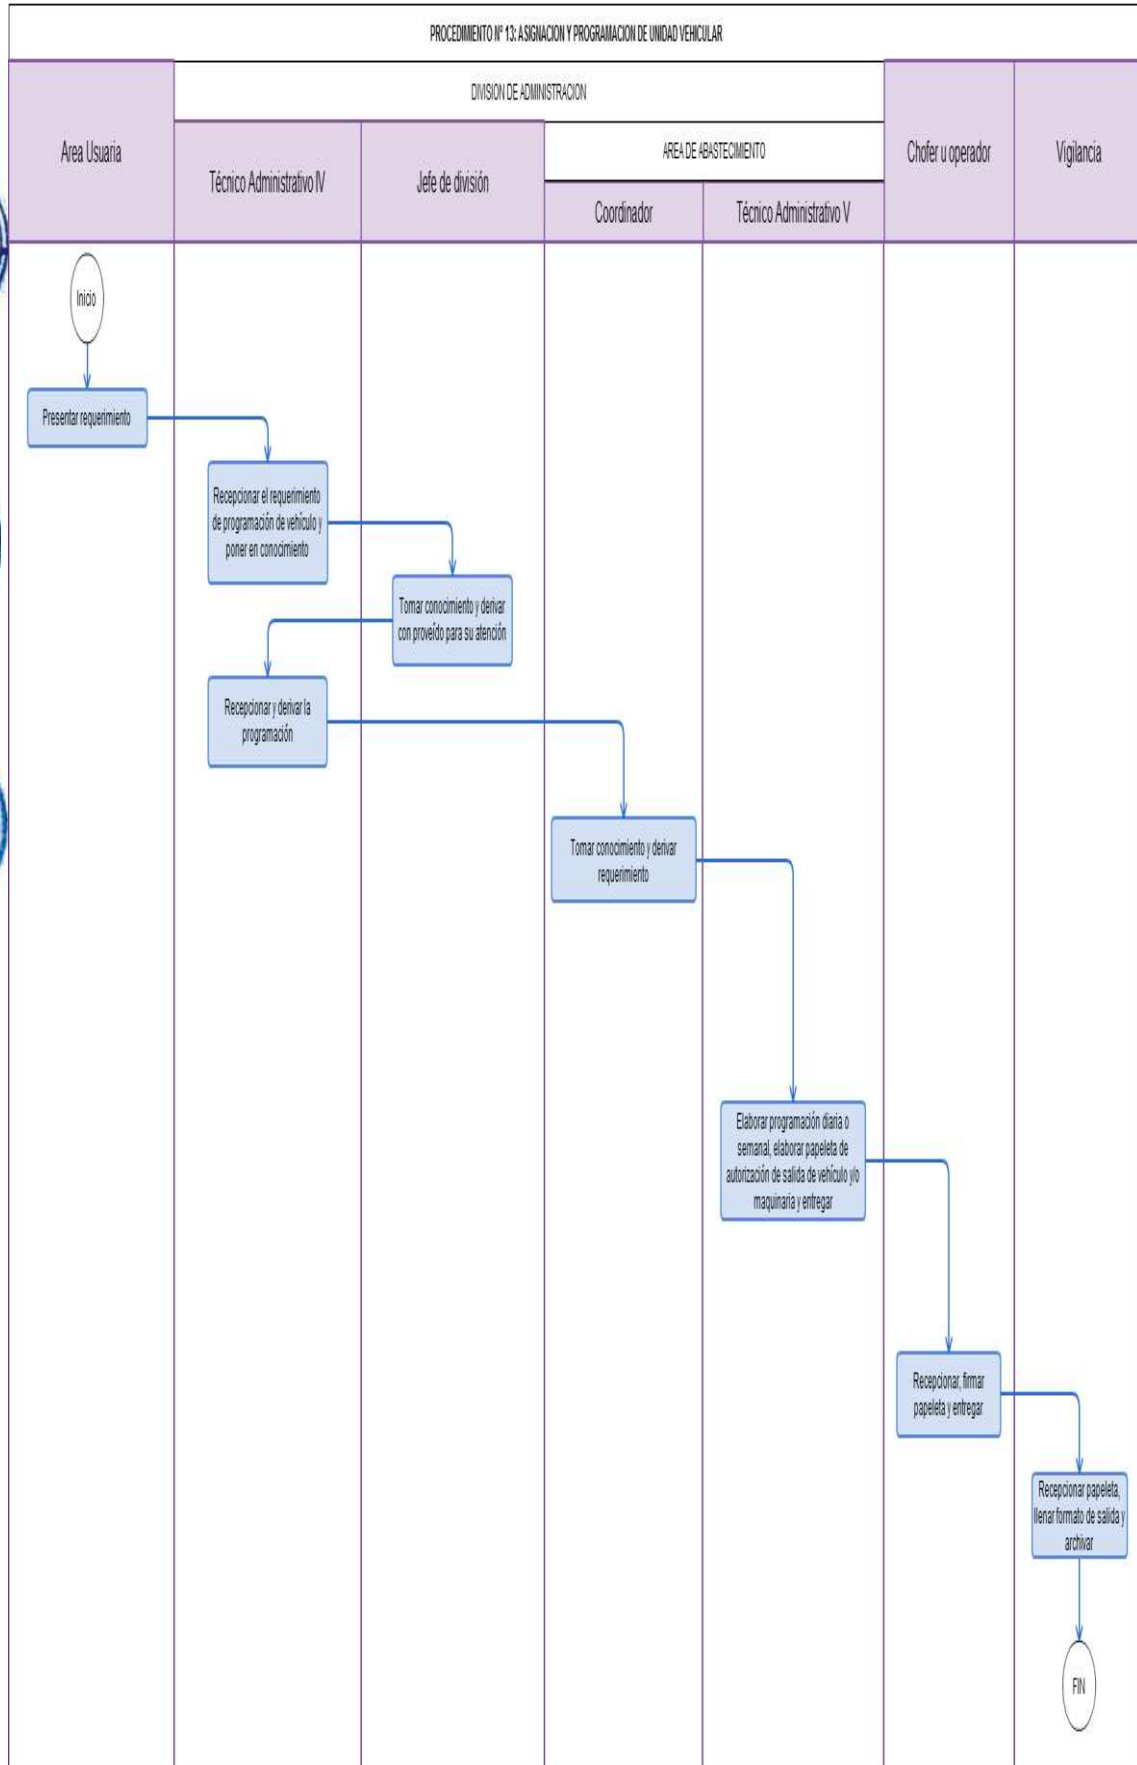 PROCEDIMIENTO N° 13: ASIGNACION Y PROGRAMACION DE UNIDAD VEHICULAR
DIVISION DE ADMINISTRACION
Area Usuaria
Técnico Administrativo IV
Jefe de división
AREA DE ABASTECIMIENTO
Coordinador
Técnico Administrativo V
Chofer u operador
Vigilancia
Inicio
Presentar requerimiento
Recepcionar el requerimiento
de programación de vehículo y
poner en conocimiento
Tomar conocimiento y derivar
con proveído para su atención
Recepcionar y derivar la
programación
Tomar conocimiento y derivar
requerimiento
Elaborar programación diaria o
semanal, elaborar papeleta de
autorización de salida de vehículo y/o
maquinaria y entregar
Recepcionar, firmar
papeleta y entregar
Recepcionar papeleta,
llenar formato de salida y
archivar
FIN